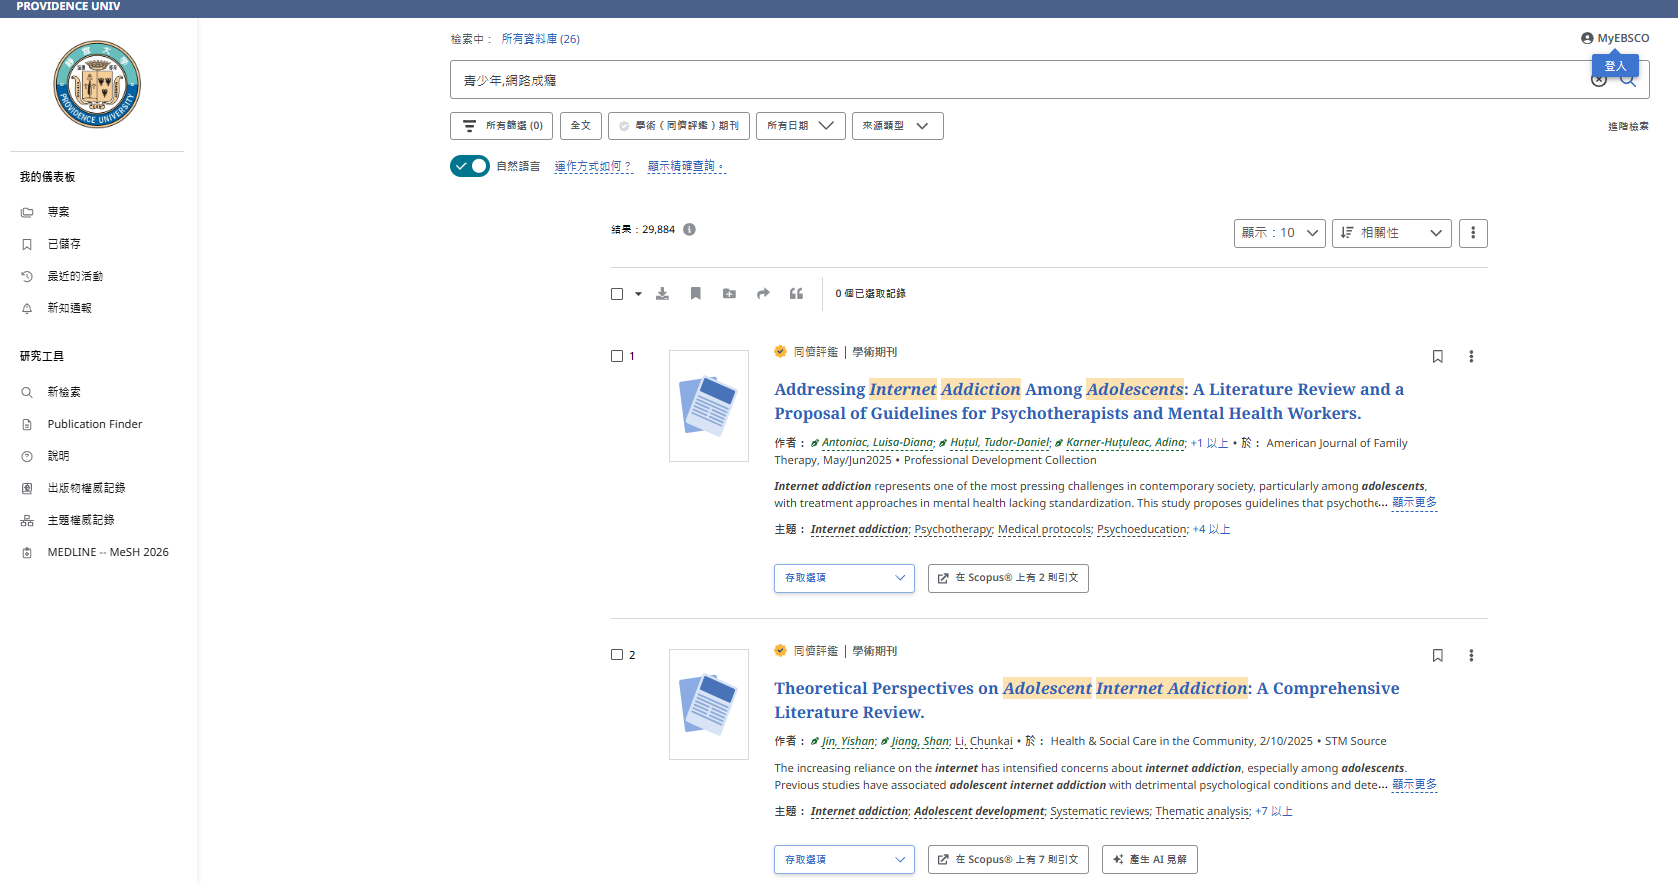 PROVIDENCE UNIV
檢索中： 所有資料庫 (26)
MyEBSCO
登入
青少年,網路成癮
所有篩選 (0)
全文
學術（同儕評鑑）期刊
所有日期
來源類型
進階檢索
自然語言 運作方式如何？ 顯示精確查詢。
PROVIDENCE UNIVERSITY
我的儀表板
專案
已儲存
最近的活動
新知通報
研究工具
新檢索
Publication Finder
說明
出版物權威記錄
主題權威記錄
MEDLINE -- MeSH 2026
結果：29,884
顯示：10
相關性
0 個已選取記錄
1
同儕評鑑 | 學術期刊
Addressing Internet Addiction Among Adolescents: A Literature Review and a
Proposal of Guidelines for Psychotherapists and Mental Health Workers.
作者： Antoniac, Luisa-Diana; Huțul, Tudor-Daniel; Karner-Huțuleac, Adina; +1 以上 • 於： American Journal of Family
Therapy, May/Jun2025 • Professional Development Collection
Internet addiction represents one of the most pressing challenges in contemporary society, particularly among adolescents,
with treatment approaches in mental health lacking standardization. This study proposes guidelines that psychothe... 顯示更多
主題： Internet addiction; Psychotherapy; Medical protocols; Psychoeducation; +4 以上
存取選項
在 Scopus® 上有 2 則引文
2
同儕評鑑 | 學術期刊
Theoretical Perspectives on Adolescent Internet Addiction: A Comprehensive
Literature Review.
作者： Jin, Yishan; Jiang, Shan; Li, Chunkai • 於： Health & Social Care in the Community, 2/10/2025 • STM Source
The increasing reliance on the internet has intensified concerns about internet addiction, especially among adolescents.
Previous studies have associated adolescent internet addiction with detrimental psychological conditions and dete... 顯示更多
主題： Internet addiction; Adolescent development; Systematic reviews; Thematic analysis; +7 以上
存取選項
在 Scopus® 上有 7 則引文
產生 AI 見解